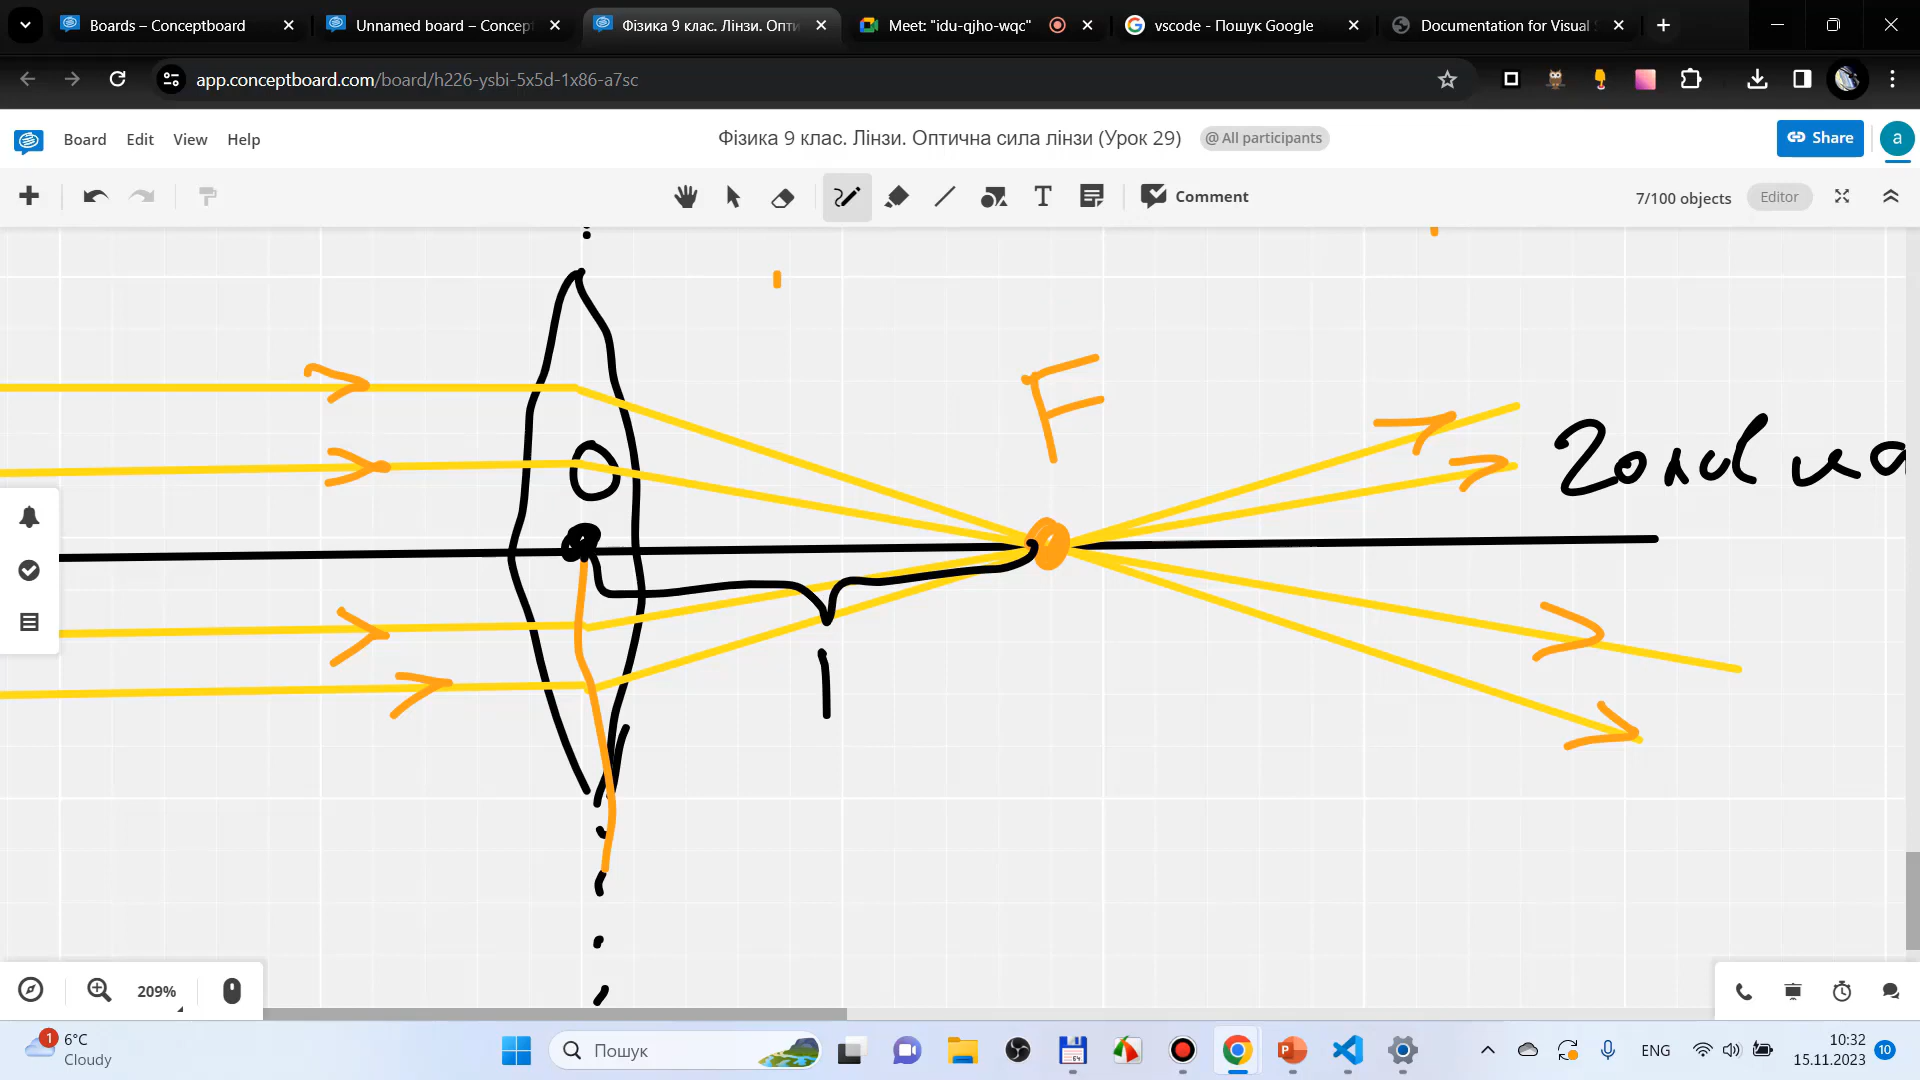 Boards – Conceptboard
Unnamed board – Concept
Фізика 9 клас. Лінзи. Опти
Meet: "idu-qjho-wqc"
vscode - Пошук Google
Documentation for Visual S
app.conceptboard.com/board/h226-ysbi-5x5d-1x86-a7sc
Board Edit View Help
Фізика 9 клас. Лінзи. Оптична сила лінзи (Урок 29)
@ All participants
Share
a
T
Comment
7/100 objects
Editor
F
O
209%
1
6°C
Cloudy
Пошук
64
ENG
10:32
15.11.2023
10